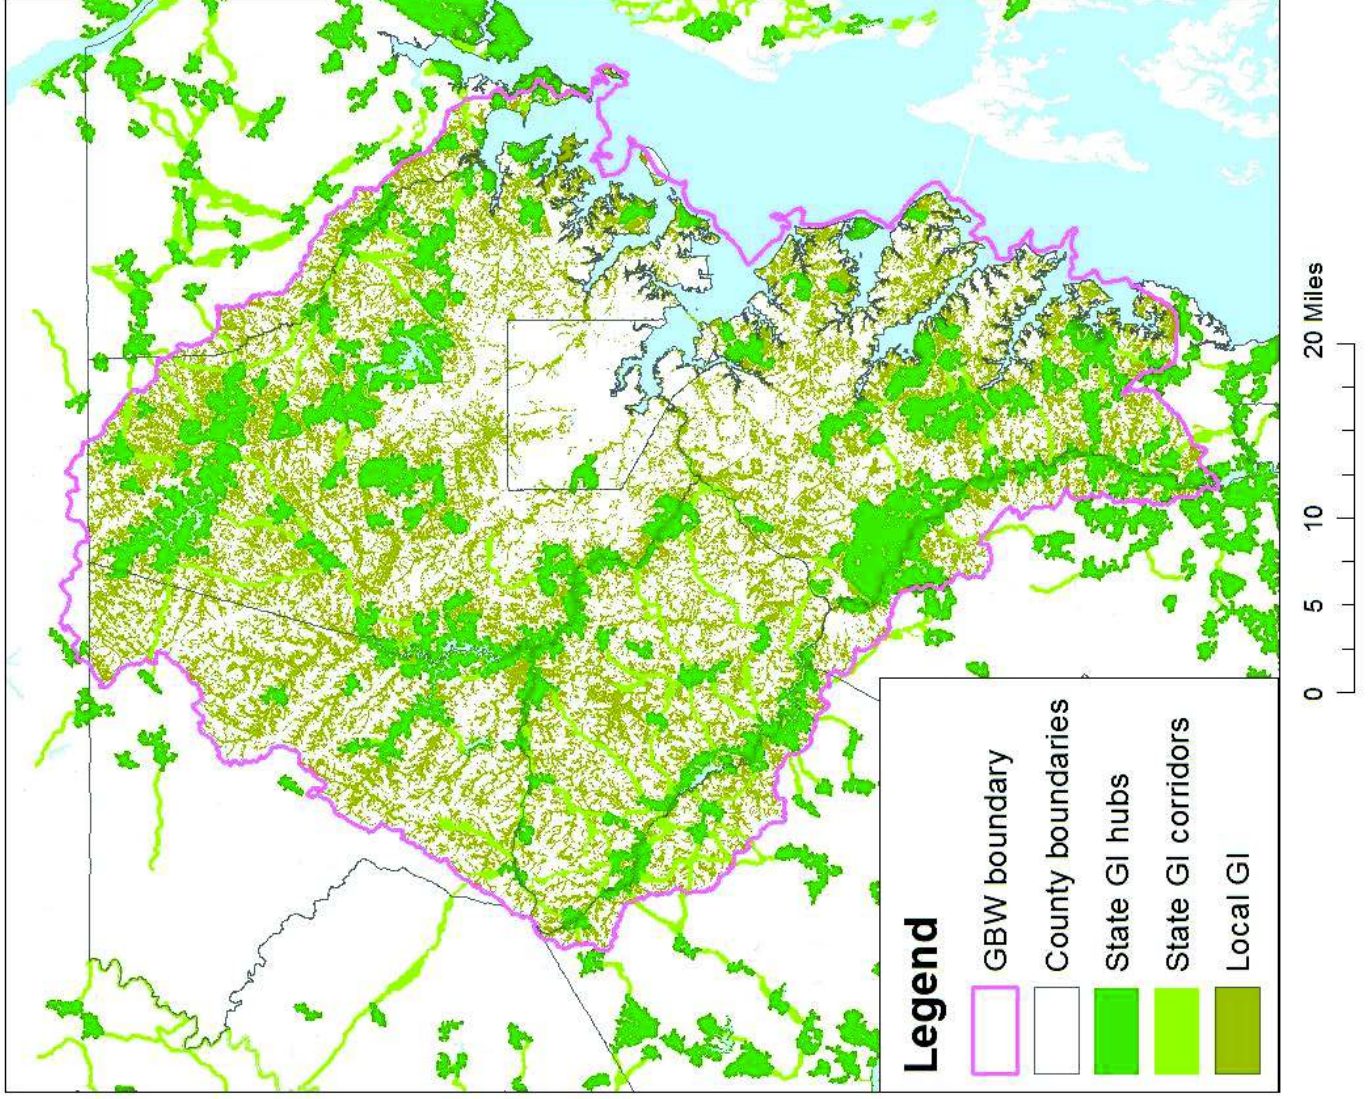 Legend
GBW boundary
County boundaries
State GI hubs
State GI corridors
Local GI
0 5 10 20 Miles